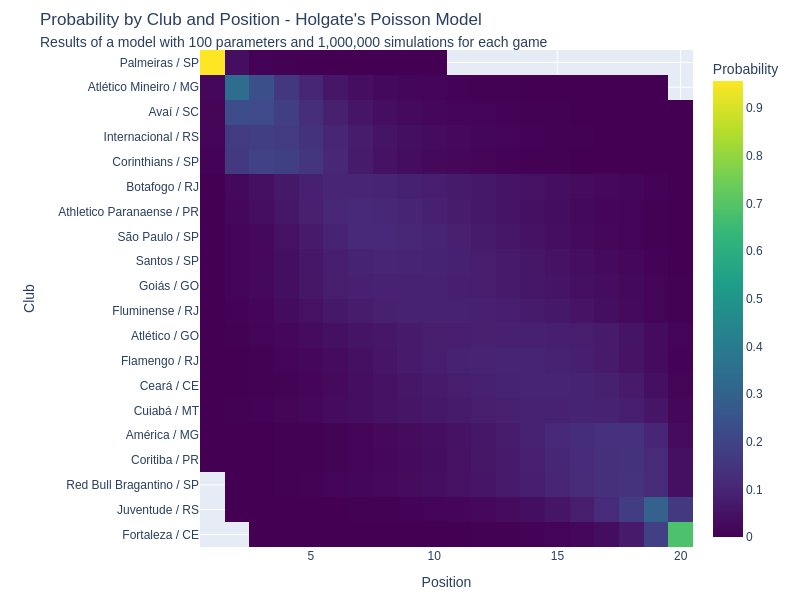 Probability by Club and Position - Holgate's Poisson Model
Results of a model with 100 parameters and 1,000,000 simulations for each game
Probability
Palmeiras / SP
Atlético Mineiro / MG
Avaí / SC
Internacional / RS
Corinthians / SP
Botafogo / RJ
Athletico Paranaense / PR
São Paulo / SP
Santos / SP
Goiás / GO
Fluminense / RJ
Atlético / GO
Flamengo / RJ
Ceará / CE
Cuiabá / MT
América / MG
Coritiba / PR
Red Bull Bragantino / SP
Juventude / RS
Fortaleza / CE
Club
5
10
15
20
Position
0.9
0.8
0.7
0.6
0.5
0.4
0.3
0.2
0.1
0